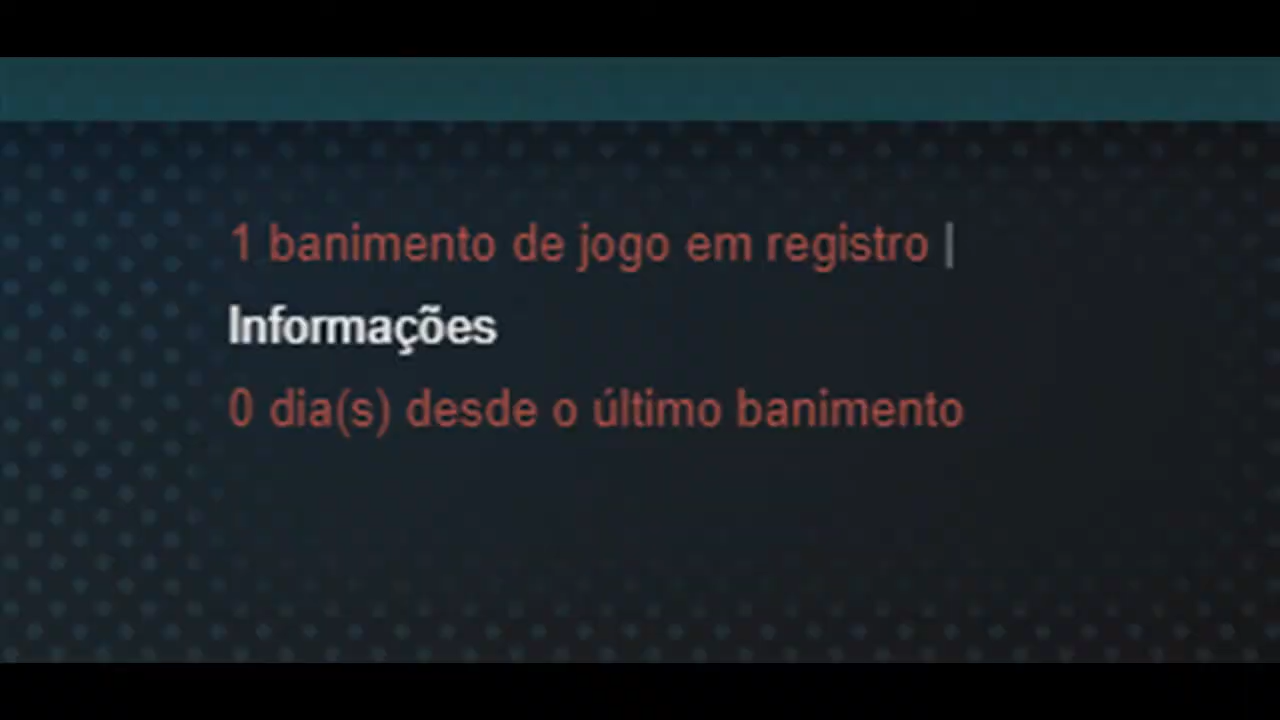 1 banimento de jogo em registro |
Informações
0 dia(s) desde o último banimento